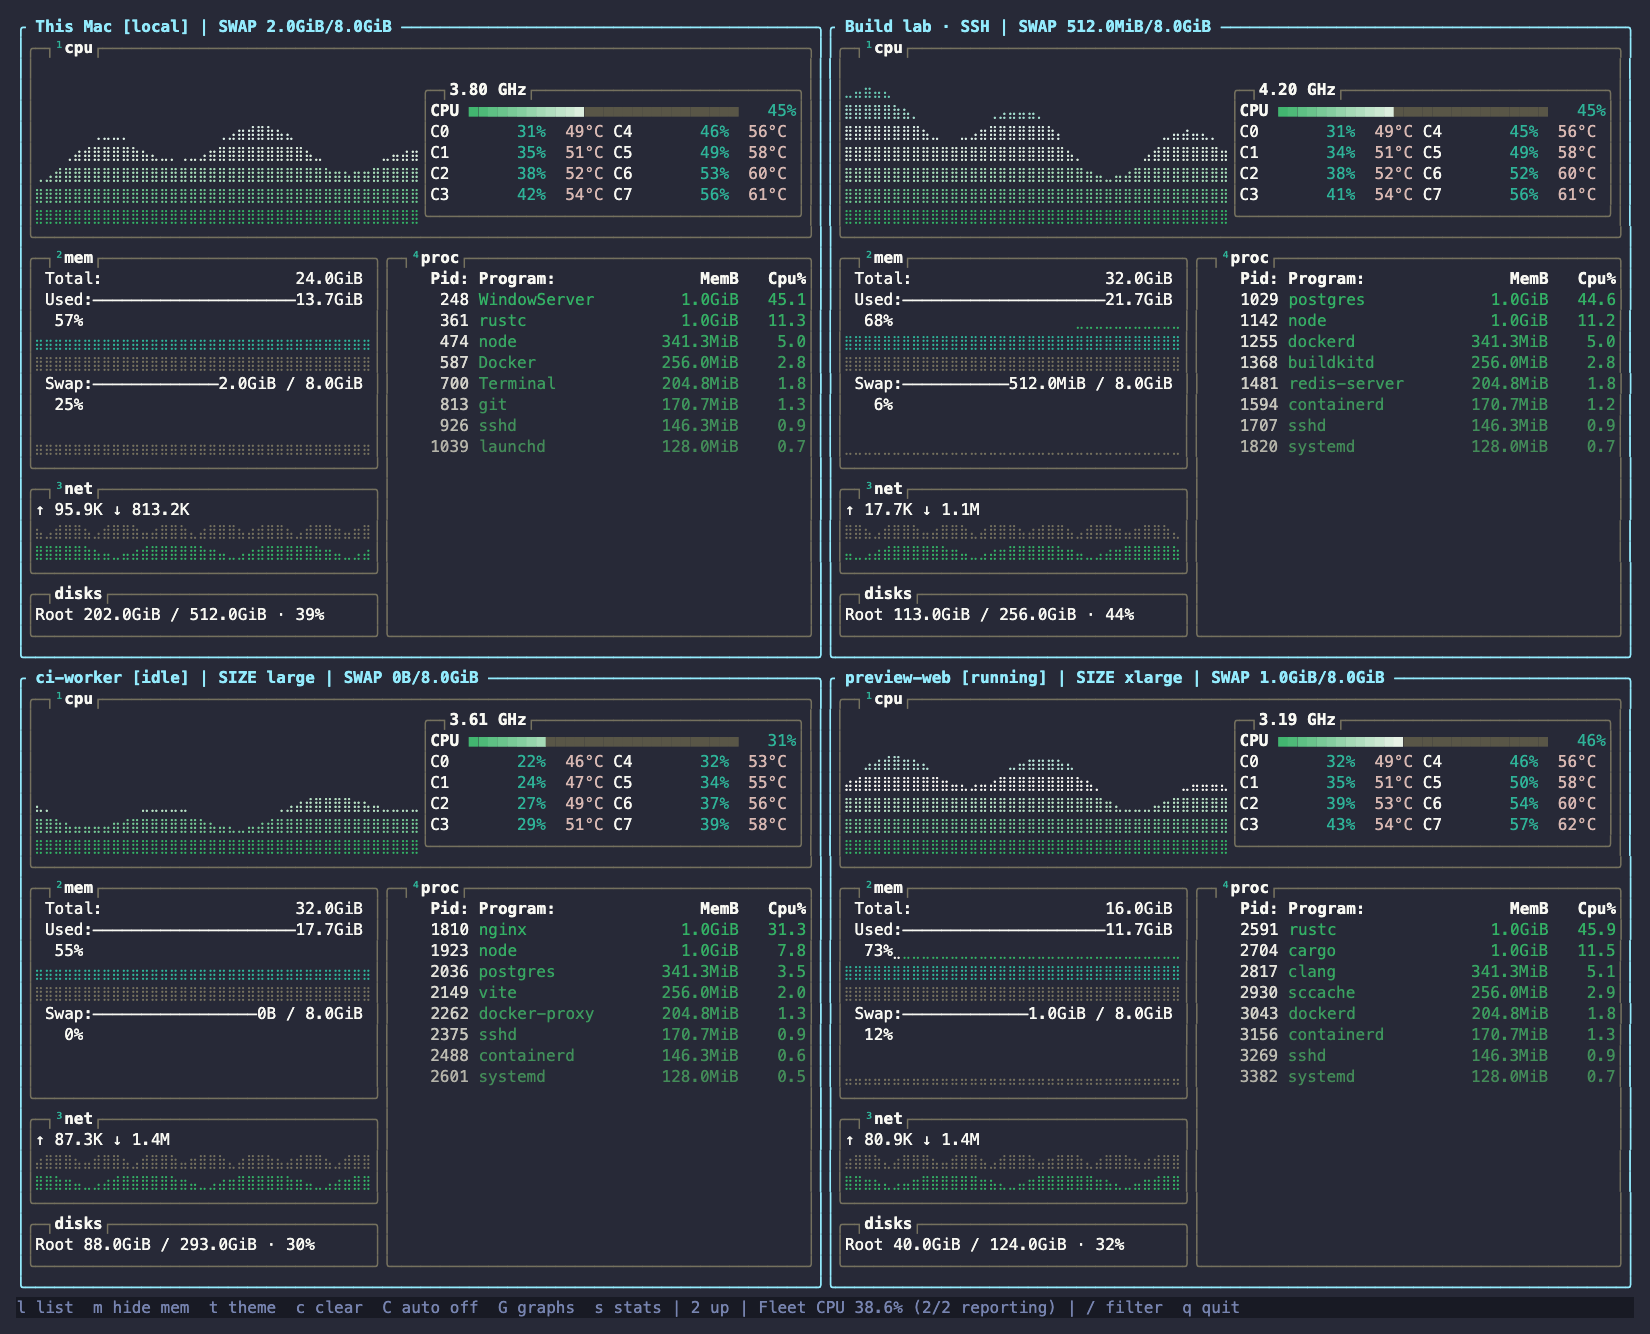 This Mac [local] | SWAP 2.0GiB/8.0GiB
¹cpu
3.80 GHz
CPU 45%
C0 31% 49°C C4 46% 56°C
C1 35% 51°C C5 49% 58°C
C2 38% 52°C C6 53% 60°C
C3 42% 54°C C7 56% 61°C
²mem
Total: 24.0GiB
Used: 13.7GiB
57%
Swap: 2.0GiB / 8.0GiB
25%
³net
↑ 95.9K ↓ 813.2K
disks
Root 202.0GiB / 512.0GiB · 39%
⁴proc
Pid: Program: MemB Cpu%
248 WindowServer 1.0GiB 45.1
361 rustc 1.0GiB 11.3
474 node 341.3MiB 5.0
587 Docker 256.0MiB 2.8
700 Terminal 204.8MiB 1.8
813 git 170.7MiB 1.3
926 sshd 146.3MiB 0.9
1039 launchd 128.0MiB 0.7
Build lab · SSH | SWAP 512.0MiB/8.0GiB
¹cpu
4.20 GHz
CPU 45%
C0 31% 49°C C4 45% 56°C
C1 34% 51°C C5 49% 58°C
C2 38% 52°C C6 52% 60°C
C3 41% 54°C C7 56% 61°C
²mem
Total: 32.0GiB
Used: 21.7GiB
68%
Swap: 512.0MiB / 8.0GiB
6%
³net
↑ 17.7K ↓ 1.1M
disks
Root 113.0GiB / 256.0GiB · 44%
⁴proc
Pid: Program: MemB Cpu%
1029 postgres 1.0GiB 44.6
1142 node 1.0GiB 11.2
1255 dockerd 341.3MiB 5.0
1368 buildkitd 256.0MiB 2.8
1481 redis-server 204.8MiB 1.8
1594 containerd 170.7MiB 1.2
1707 sshd 146.3MiB 0.9
1820 systemd 128.0MiB 0.7
ci-worker [idle] | SIZE large | SWAP 0B/8.0GiB
¹cpu
3.61 GHz
CPU 31%
C0 22% 46°C C4 32% 53°C
C1 24% 47°C C5 34% 55°C
C2 27% 49°C C6 37% 56°C
C3 29% 51°C C7 39% 58°C
²mem
Total: 32.0GiB
Used: 17.7GiB
55%
Swap: 0B / 8.0GiB
0%
³net
↑ 87.3K ↓ 1.4M
disks
Root 88.0GiB / 293.0GiB · 30%
⁴proc
Pid: Program: MemB Cpu%
1810 nginx 1.0GiB 31.3
1923 node 1.0GiB 7.8
2036 postgres 341.3MiB 3.5
2149 vite 256.0MiB 2.0
2262 docker-proxy 204.8MiB 1.3
2375 sshd 170.7MiB 0.9
2488 containerd 146.3MiB 0.6
2601 systemd 128.0MiB 0.5
preview-web [running] | SIZE xlarge | SWAP 1.0GiB/8.0GiB
¹cpu
3.19 GHz
CPU 46%
C0 32% 49°C C4 46% 56°C
C1 35% 51°C C5 50% 58°C
C2 39% 53°C C6 54% 60°C
C3 43% 54°C C7 57% 62°C
²mem
Total: 16.0GiB
Used: 11.7GiB
73%
Swap: 1.0GiB / 8.0GiB
12%
³net
↑ 80.9K ↓ 1.4M
disks
Root 40.0GiB / 124.0GiB · 32%
⁴proc
Pid: Program: MemB Cpu%
2591 rustc 1.0GiB 45.9
2704 cargo 1.0GiB 11.5
2817 clang 341.3MiB 5.1
2930 sccache 256.0MiB 2.9
3043 dockerd 204.8MiB 1.8
3156 containerd 170.7MiB 1.3
3269 sshd 146.3MiB 0.9
3382 systemd 128.0MiB 0.7
l list m hide mem t theme c clear C auto off G graphs s stats | 2 up | Fleet CPU 38.6% (2/2 reporting) | / filter q quit